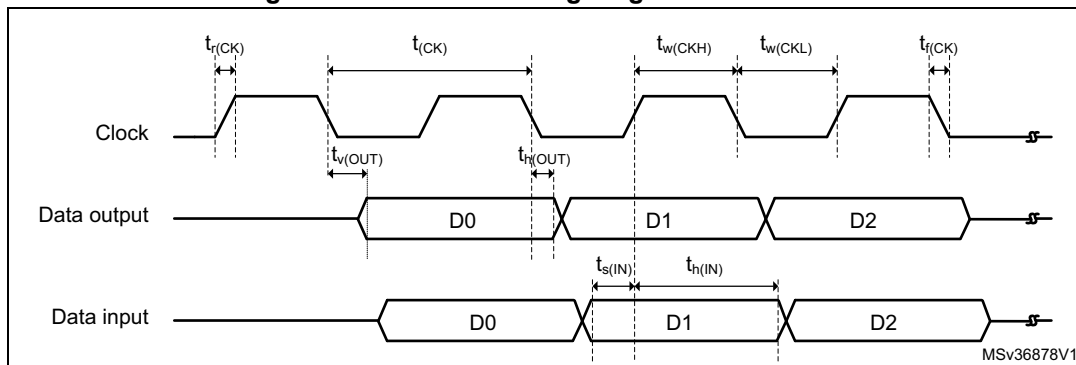 t_r(CK) t_(CK) t_w(CKH) t_w(CKL) t_f(CK)
Clock
t_v(OUT) t_h(OUT)
Data output D0 D1 D2
t_s(IN) t_h(IN)
Data input D0 D1 D2
MSv36878V1